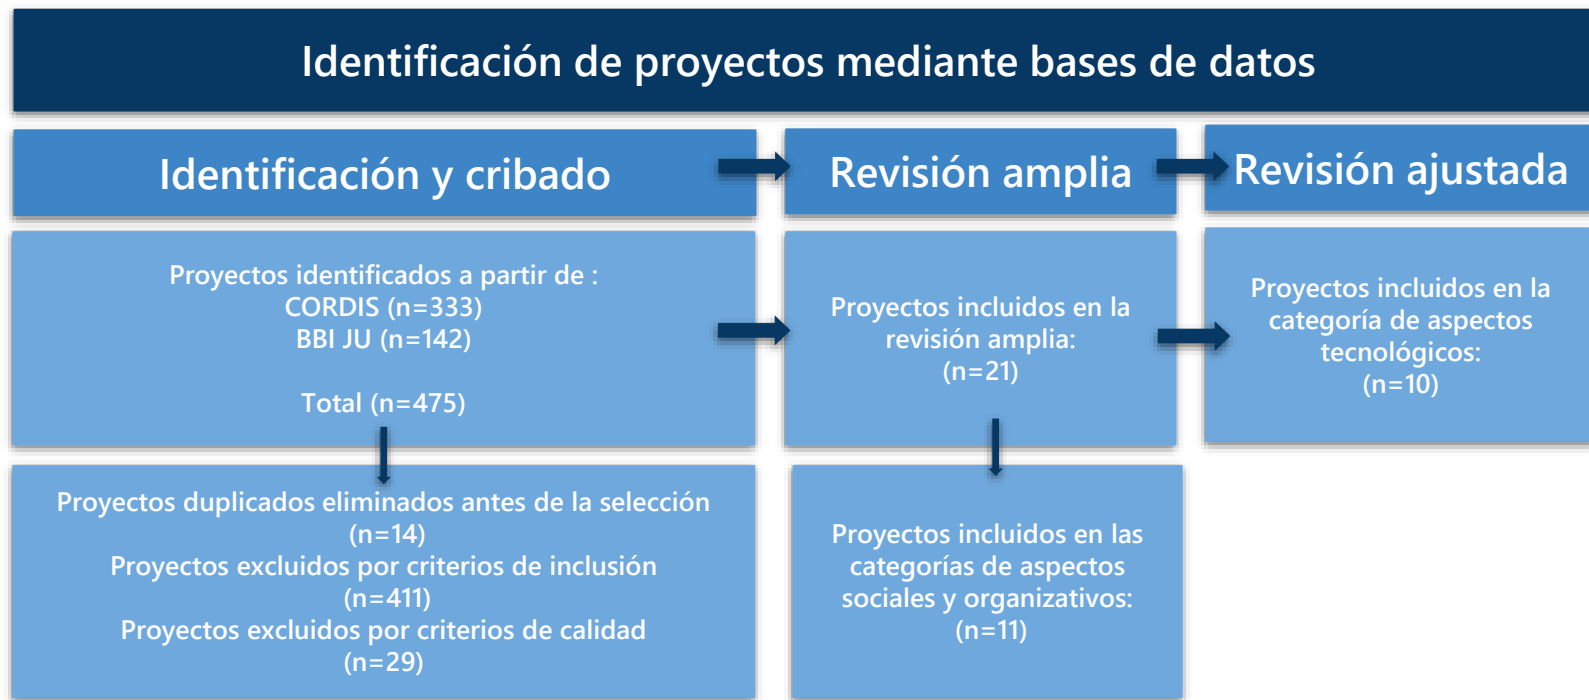 Identificación de proyectos mediante bases de datos
Identificación y cribado
Revisión amplia
Revisión ajustada
Proyectos identificados a partir de :
CORDIS (n=333)
BBI JU (n=142)
Total (n=475)
Proyectos incluidos en la
revisión amplia:
(n=21)
Proyectos incluidos en la
categoría de aspectos
tecnológicos:
(n=10)
Proyectos duplicados eliminados antes de la selección
(n=14)
Proyectos excluidos por criterios de inclusión
(n=411)
Proyectos excluidos por criterios de calidad
(n=29)
Proyectos incluidos en las
categorías de aspectos
sociales y organizativos:
(n=11)